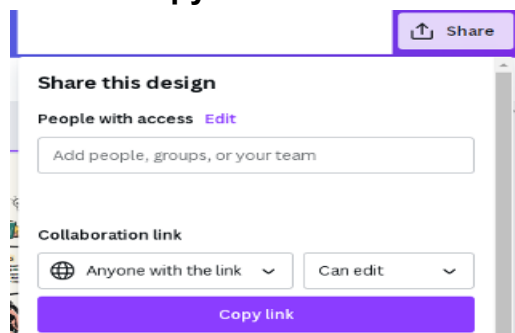 Share
Share this design
People with access Edit
Add people, groups, or your team
Collaboration link
Anyone with the link Can edit
Copy link